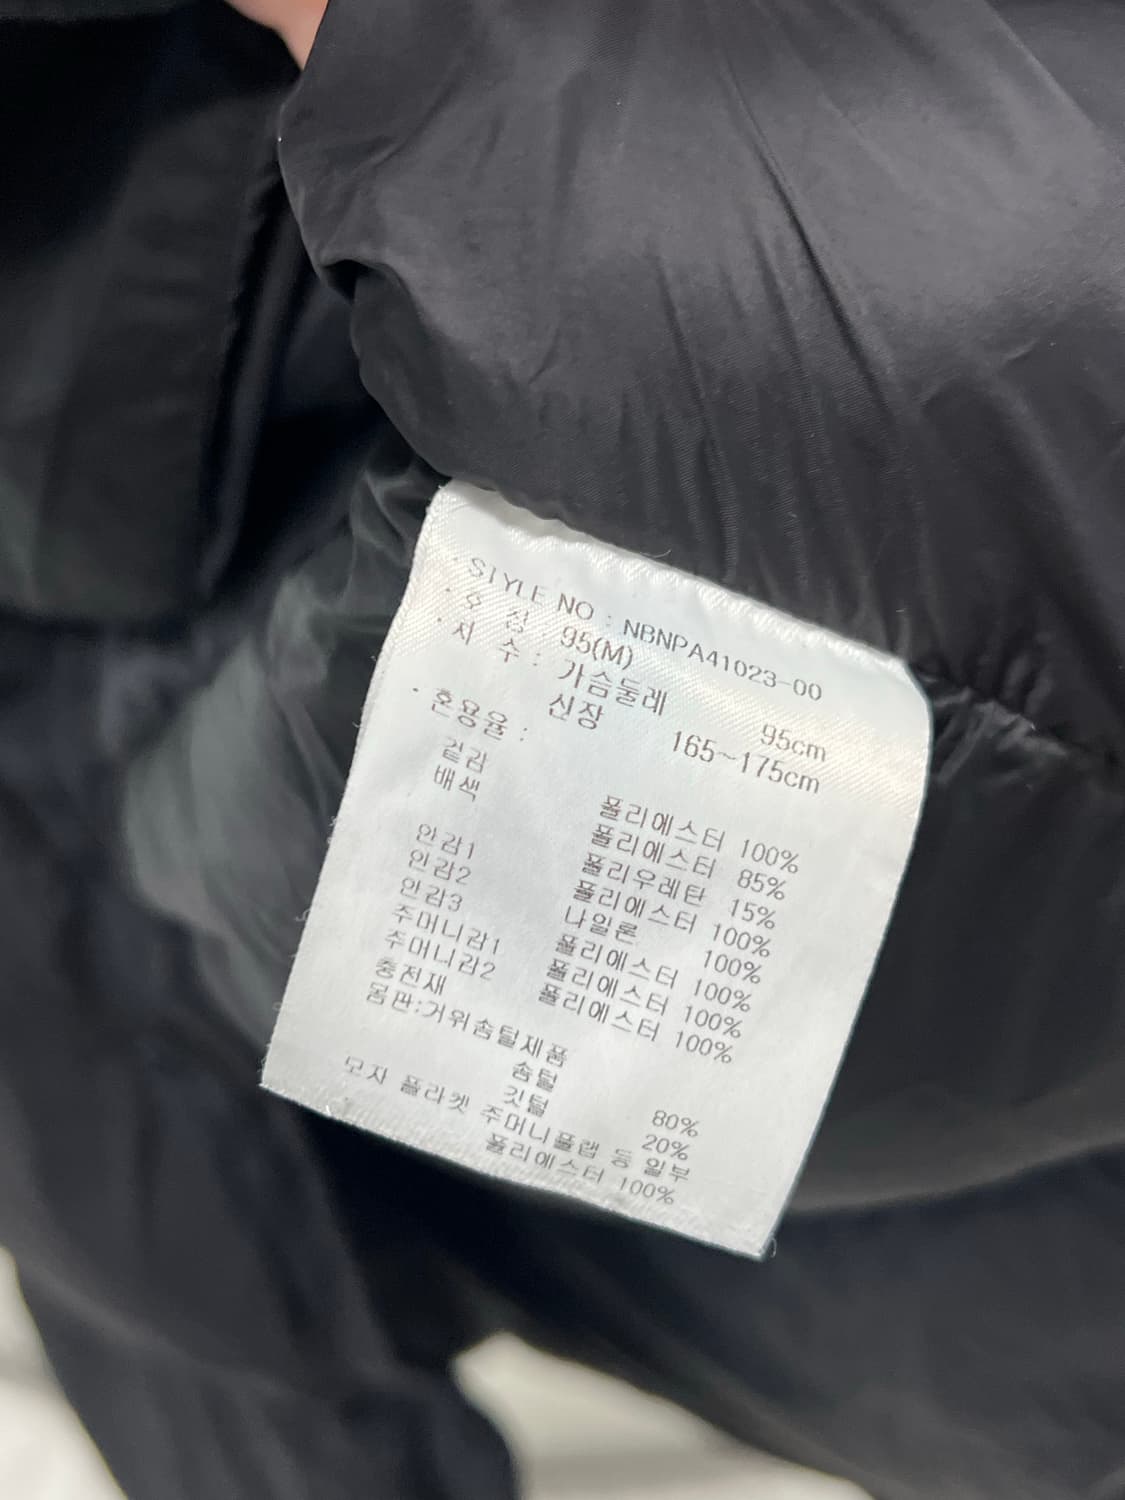 · STYLE NO : NBNPA41023-00
· 호 칭 : 95(M)
· 치 수 : 가슴둘레 95cm
신장 165~175cm
· 혼용율 :
겉감 폴리에스터 100%
배색 폴리에스터 85%
폴리우레탄 15%
안감1 폴리에스터 100%
안감2 나일론 100%
안감3 폴리에스터 100%
주머니감1 폴리에스터 100%
주머니감2 폴리에스터 100%
충전재
몸판:거위솜털제품
솜털 80%
깃털 20%
모자 플라켓 주머니플랩 등 일부
폴리에스터 100%